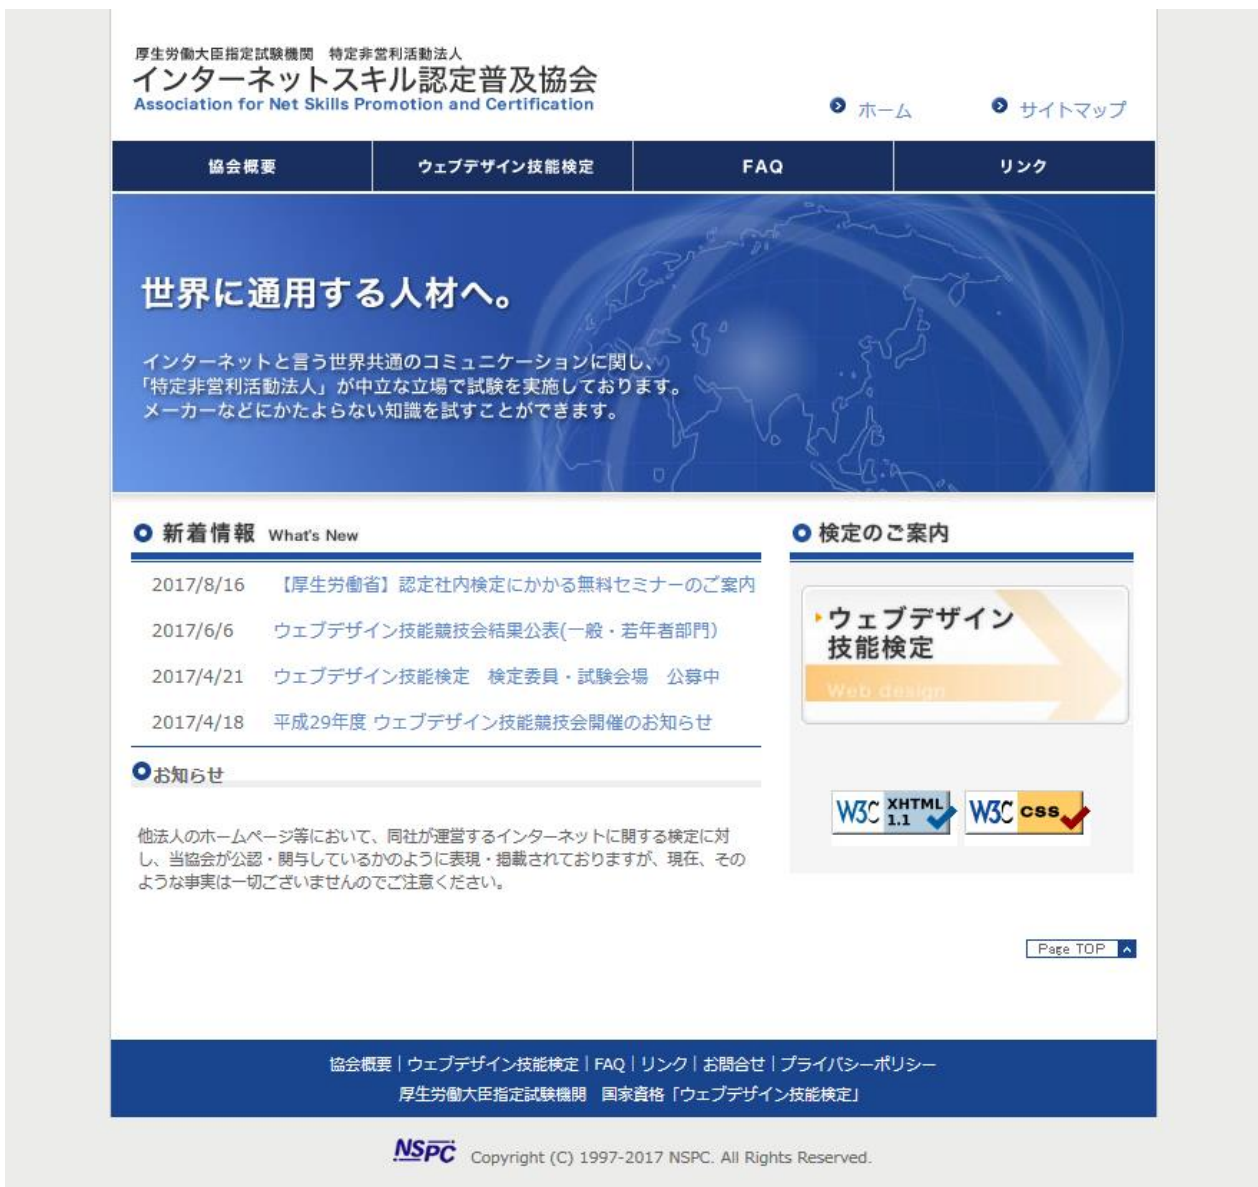 厚生労働大臣指定試験機関　特定非営利活動法人
インターネットスキル認定普及協会
Association for Net Skills Promotion and Certification
ホーム
サイトマップ
協会概要
ウェブデザイン技能検定
FAQ
リンク
世界に通用する人材へ。
インターネットと言う世界共通のコミュニケーションに関し、
「特定非営利活動法人」が中立な立場で試験を実施しております。
メーカーなどにかたよらない知識を試すことができます。
新着情報 What's New
2017/8/16 【厚生労働省】認定社内検定にかかる無料セミナーのご案内
2017/6/6 ウェブデザイン技能競技会結果公表(一般・若年者部門）
2017/4/21 ウェブデザイン技能検定　検定委員・試験会場　公募中
2017/4/18 平成29年度 ウェブデザイン技能競技会開催のお知らせ
お知らせ
他法人のホームページ等において、同社が運営するインターネットに関する検定に対
し、当協会が公認・関与しているかのように表現・掲載されておりますが、現在、その
ような事実は一切ございませんのでご注意ください。
検定のご案内
ウェブデザイン
技能検定
Web design
W3C XHTML 1.1
W3C css
Page TOP
協会概要｜ウェブデザイン技能検定｜FAQ｜リンク｜お問合せ｜プライバシーポリシー
厚生労働大臣指定試験機関　国家資格「ウェブデザイン技能検定」
NSPC Copyright (C) 1997-2017 NSPC. All Rights Reserved.